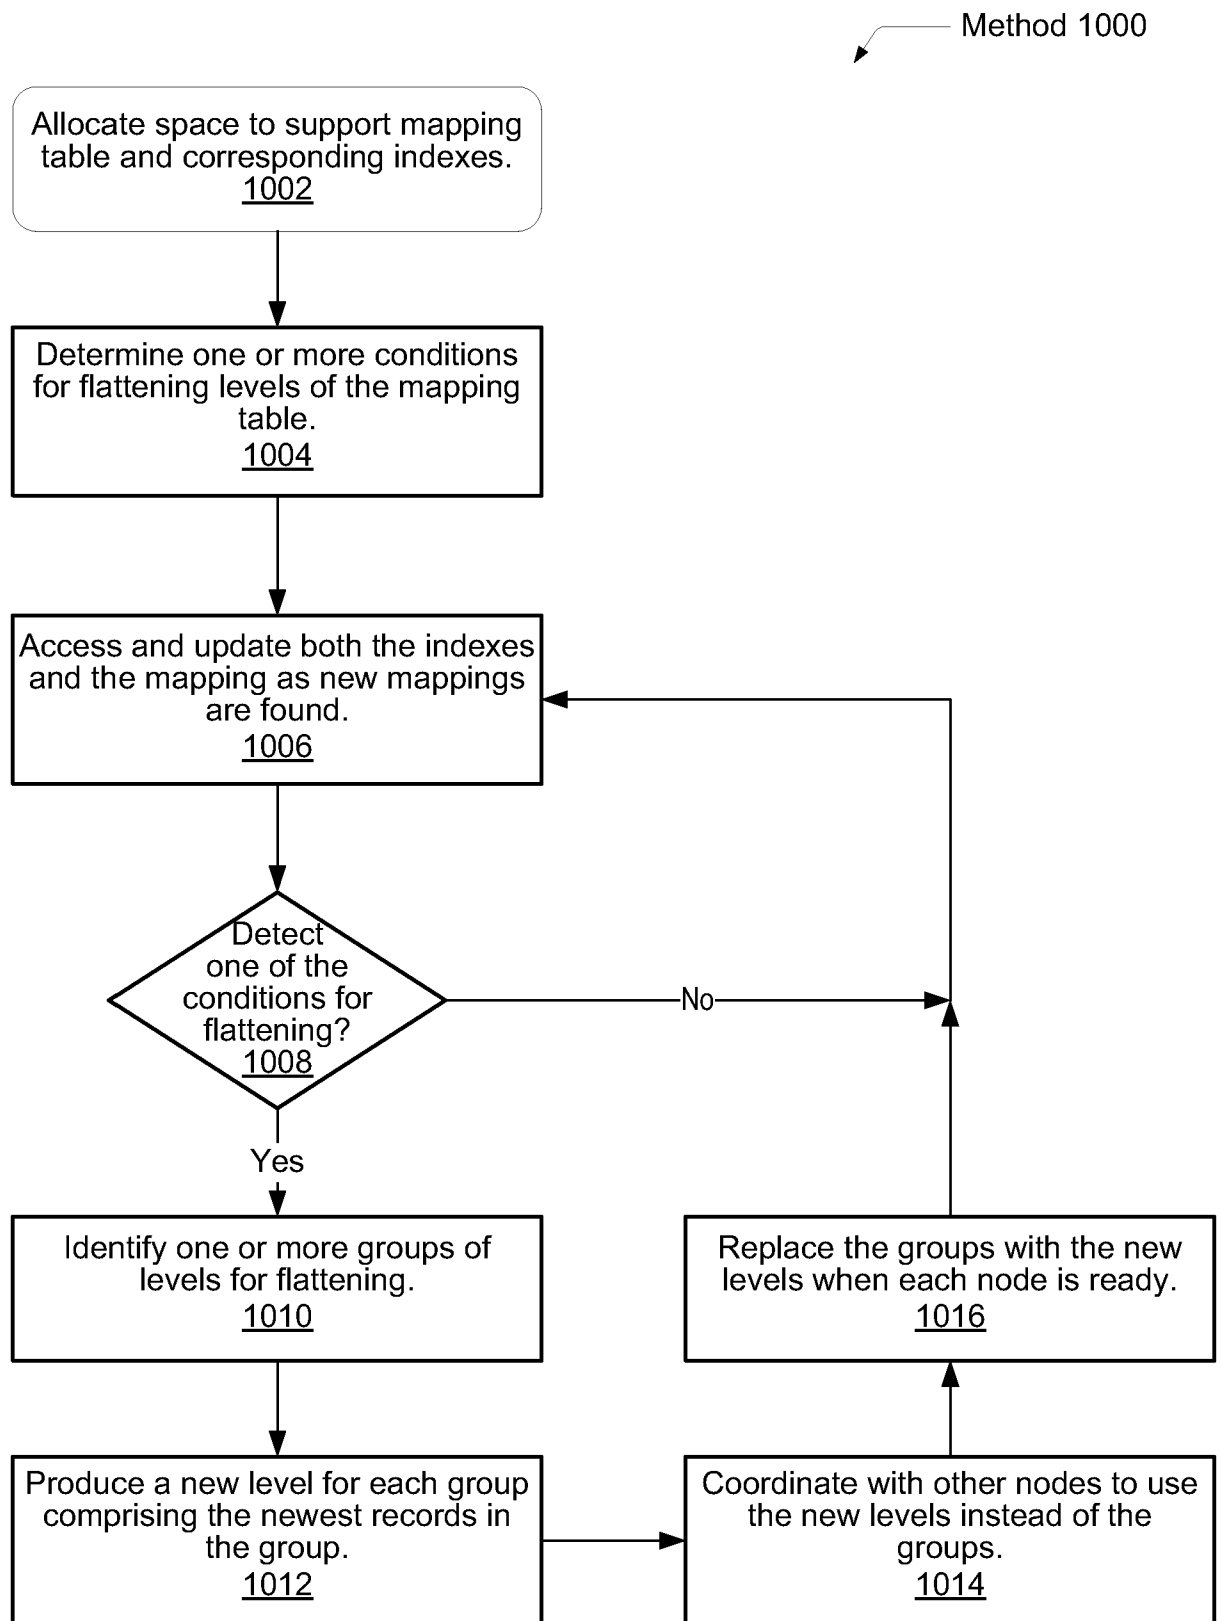 Method 1000
Allocate space to support mapping
table and corresponding indexes.
1002
Determine one or more conditions
for flattening levels of the mapping
table.
1004
Access and update both the indexes
and the mapping as new mappings
are found.
1006
Detect
one of the
conditions for
flattening?
1008
No
Yes
Identify one or more groups of
levels for flattening.
1010
Produce a new level for each group
comprising the newest records in
the group.
1012
Coordinate with other nodes to use
the new levels instead of the
groups.
1014
Replace the groups with the new
levels when each node is ready.
1016